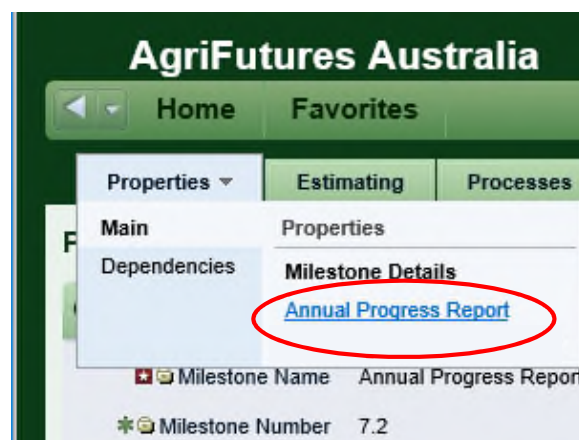 AgriFutures Australia
Home Favorites
Properties Estimating Processes
Main Properties
Dependencies Milestone Details
Annual Progress Report
Milestone Name Annual Progress Report
Milestone Number 7.2